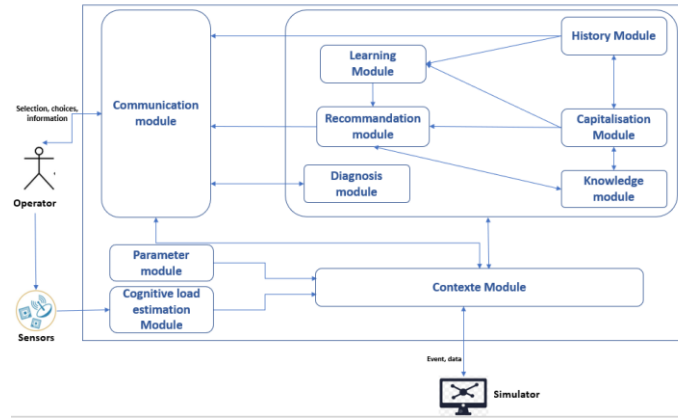 History Module
Learning
Module
Selection, choices,
information
Communication
module
Recommandation
module
Capitalisation
Module
Diagnosis
module
Knowledge
module
Operator
Parameter
module
Contexte Module
Cognitive load
estimation
Module
Sensors
Event, data
Simulator